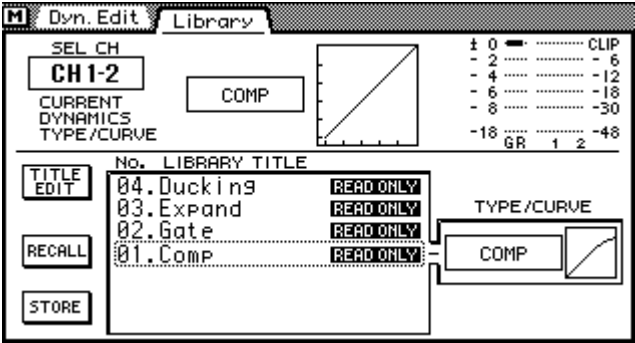 M Dyn.Edit Library
SEL CH
CH1-2
CURRENT
DYNAMICS
TYPE/CURVE
COMP
± 0 CLIP
- 2 - 6
- 4 -12
- 6 -18
- 8 -30
-18 -48
GR 1 2
TITLE
EDIT
RECALL
STORE
No. LIBRARY TITLE
04.Ducking READ ONLY
03.Expand READ ONLY
02.Gate READ ONLY
01.Comp READ ONLY
TYPE/CURVE
COMP